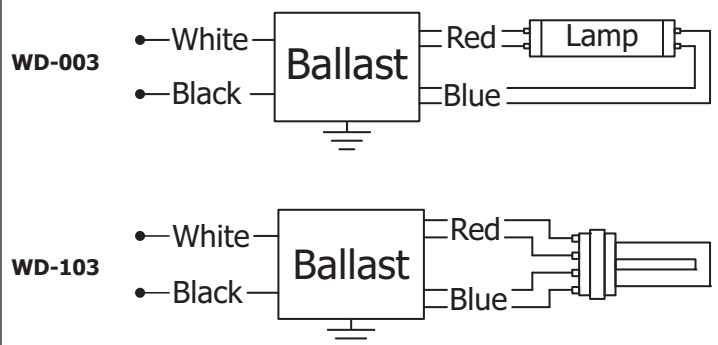 WD-003
White
Black
Ballast
Red
Blue
Lamp
WD-103
White
Black
Ballast
Red
Blue